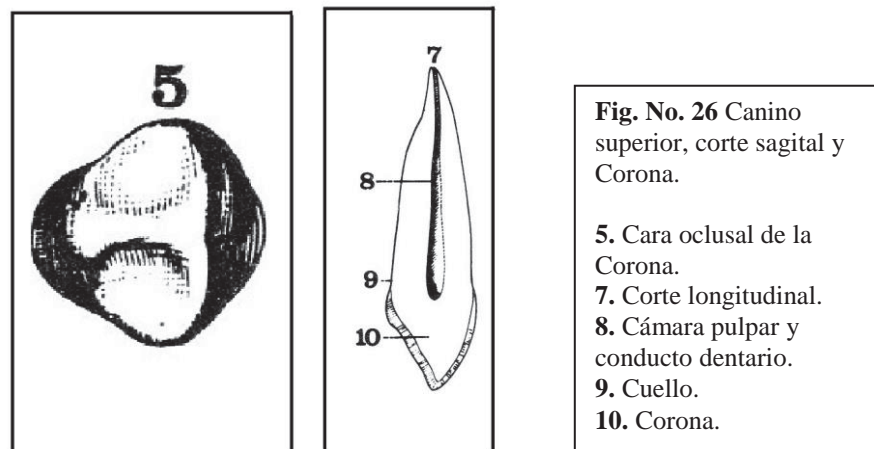 5
7
8
9
10
Fig. No. 26 Canino
superior, corte sagital y
Corona.
5. Cara oclusal de la
Corona.
7. Corte longitudinal.
8. Cámara pulpar y
conducto dentario.
9. Cuello.
10. Corona.